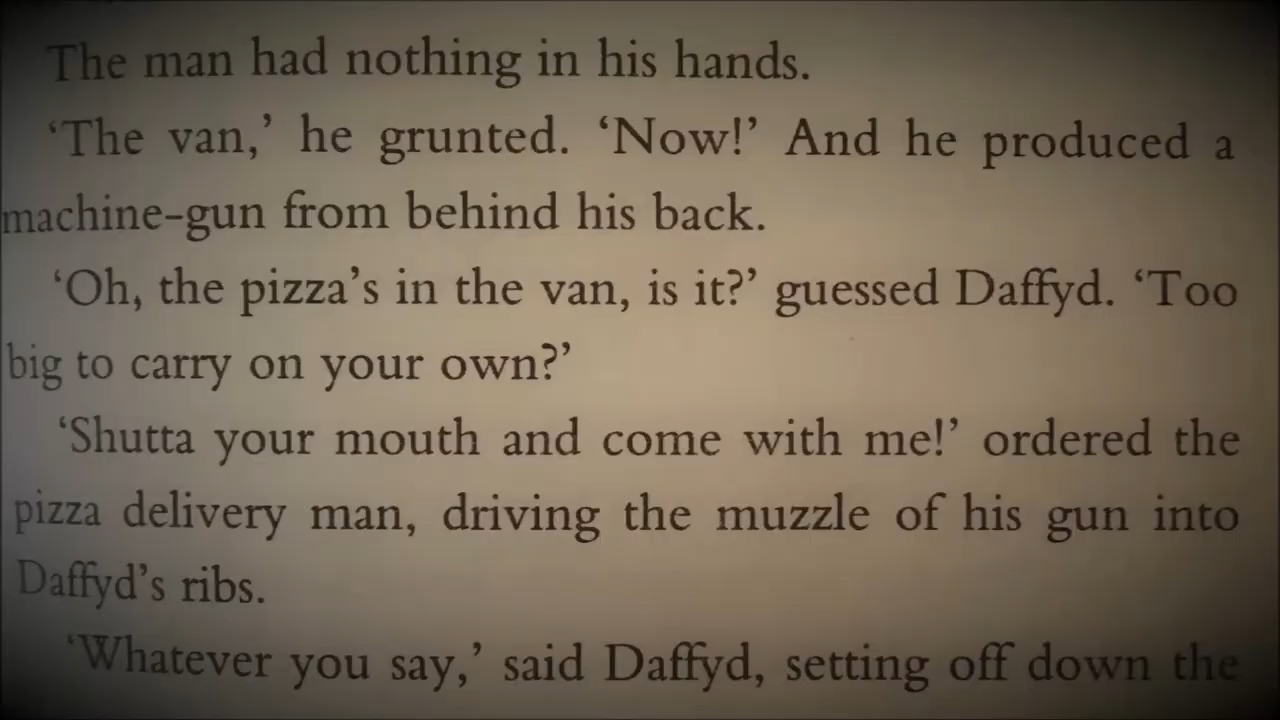 The man had nothing in his hands.
‘The van,’ he grunted. ‘Now!’ And he produced a
machine-gun from behind his back.
‘Oh, the pizza’s in the van, is it?’ guessed Daffyd. ‘Too
big to carry on your own?’
‘Shutta your mouth and come with me!’ ordered the
pizza delivery man, driving the muzzle of his gun into
Daffyd’s ribs.
‘Whatever you say,’ said Daffyd, setting off down the